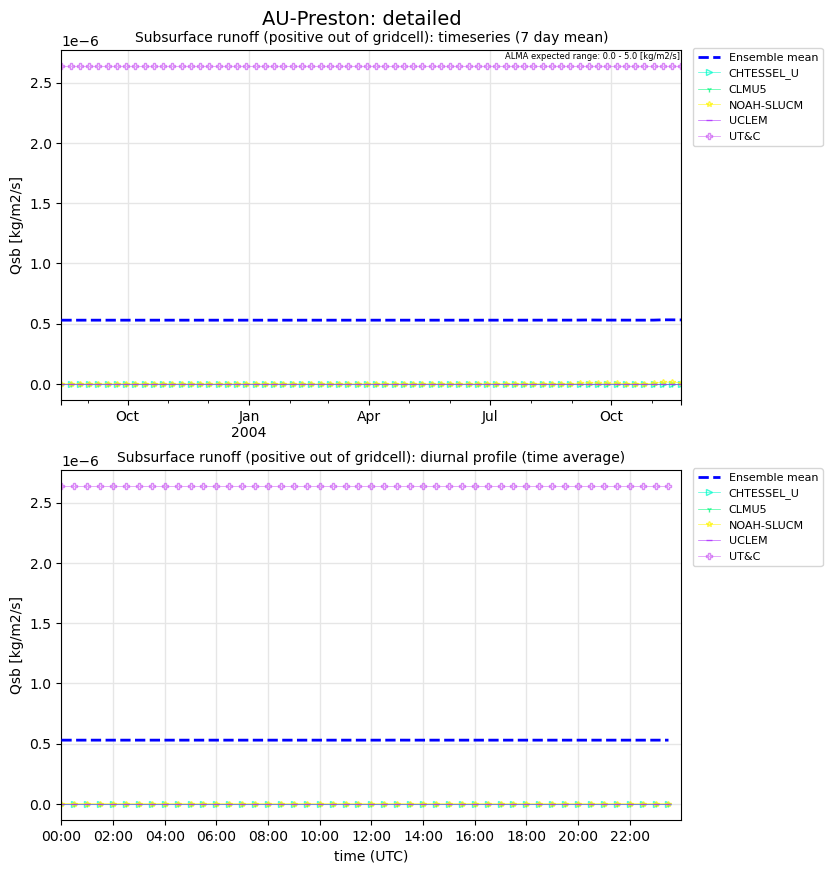 AU-Preston: detailed
Subsurface runoff (positive out of gridcell): timeseries (7 day mean)
1e−6
ALMA expected range: 0.0 - 5.0 [kg/m2/s]
2.5
2.0
1.5
1.0
0.5
0.0
Qsb [kg/m2/s]
Oct
Jan
2004
Apr
Jul
Oct
Ensemble mean
CHTESSEL_U
CLMU5
NOAH-SLUCM
UCLEM
UT&C
Subsurface runoff (positive out of gridcell): diurnal profile (time average)
1e−6
2.5
2.0
1.5
1.0
0.5
0.0
Qsb [kg/m2/s]
00:00 02:00 04:00 06:00 08:00 10:00 12:00 14:00 16:00 18:00 20:00 22:00
time (UTC)
Ensemble mean
CHTESSEL_U
CLMU5
NOAH-SLUCM
UCLEM
UT&C